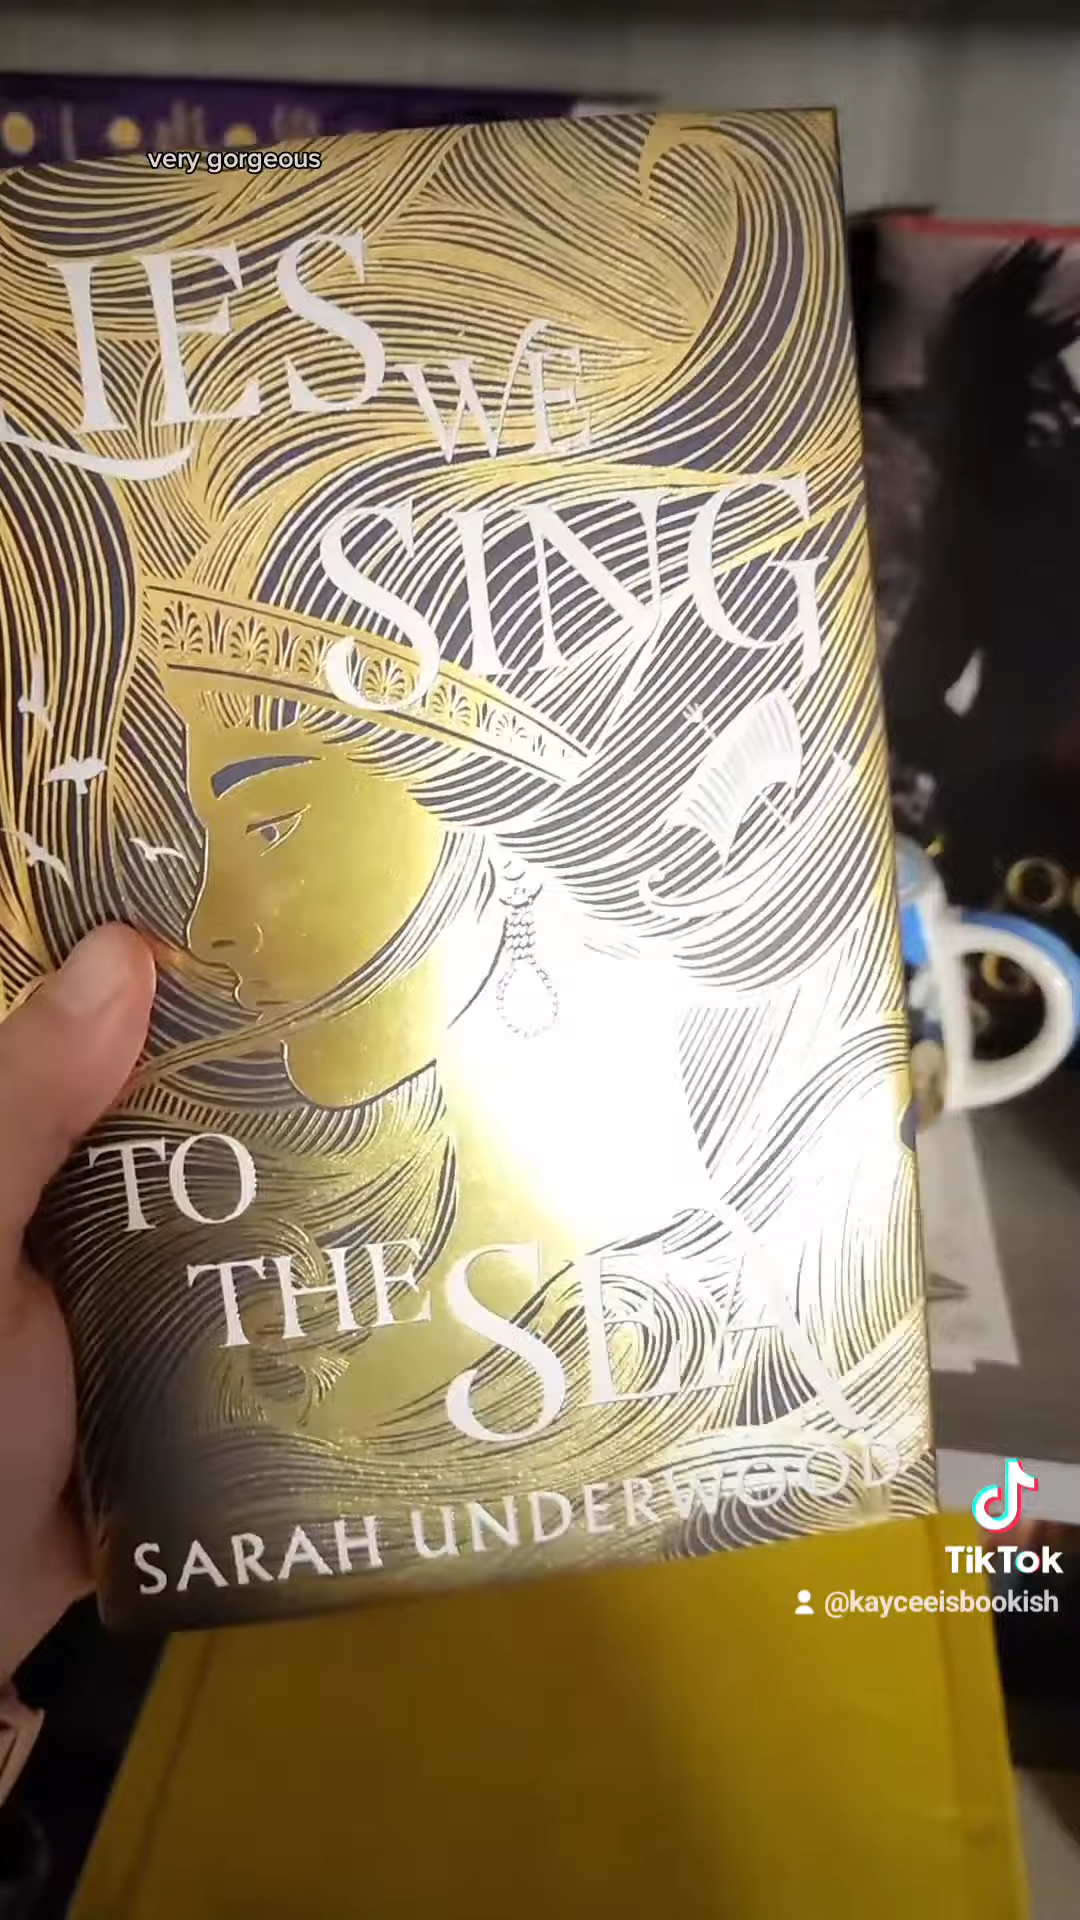 very gorgeous
LIES
WE
SING
TO
THE SEA
SARAH UNDERWOOD
TikTok
@kayceeisbookish